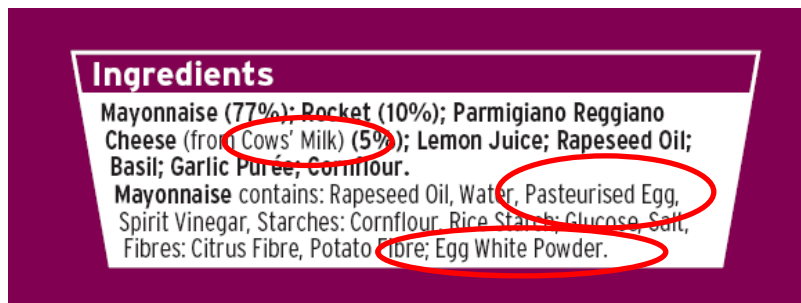 Ingredients
Mayonnaise (77%); Rocket (10%); Parmigiano Reggiano
Cheese (from Cows' Milk) (5%); Lemon Juice; Rapeseed Oil;
Basil; Garlic Purée; Cornflour.
Mayonnaise contains: Rapeseed Oil, Water, Pasteurised Egg,
Spirit Vinegar, Starches: Cornflour, Rice Starch; Glucose, Salt,
Fibres: Citrus Fibre, Potato Fibre; Egg White Powder.